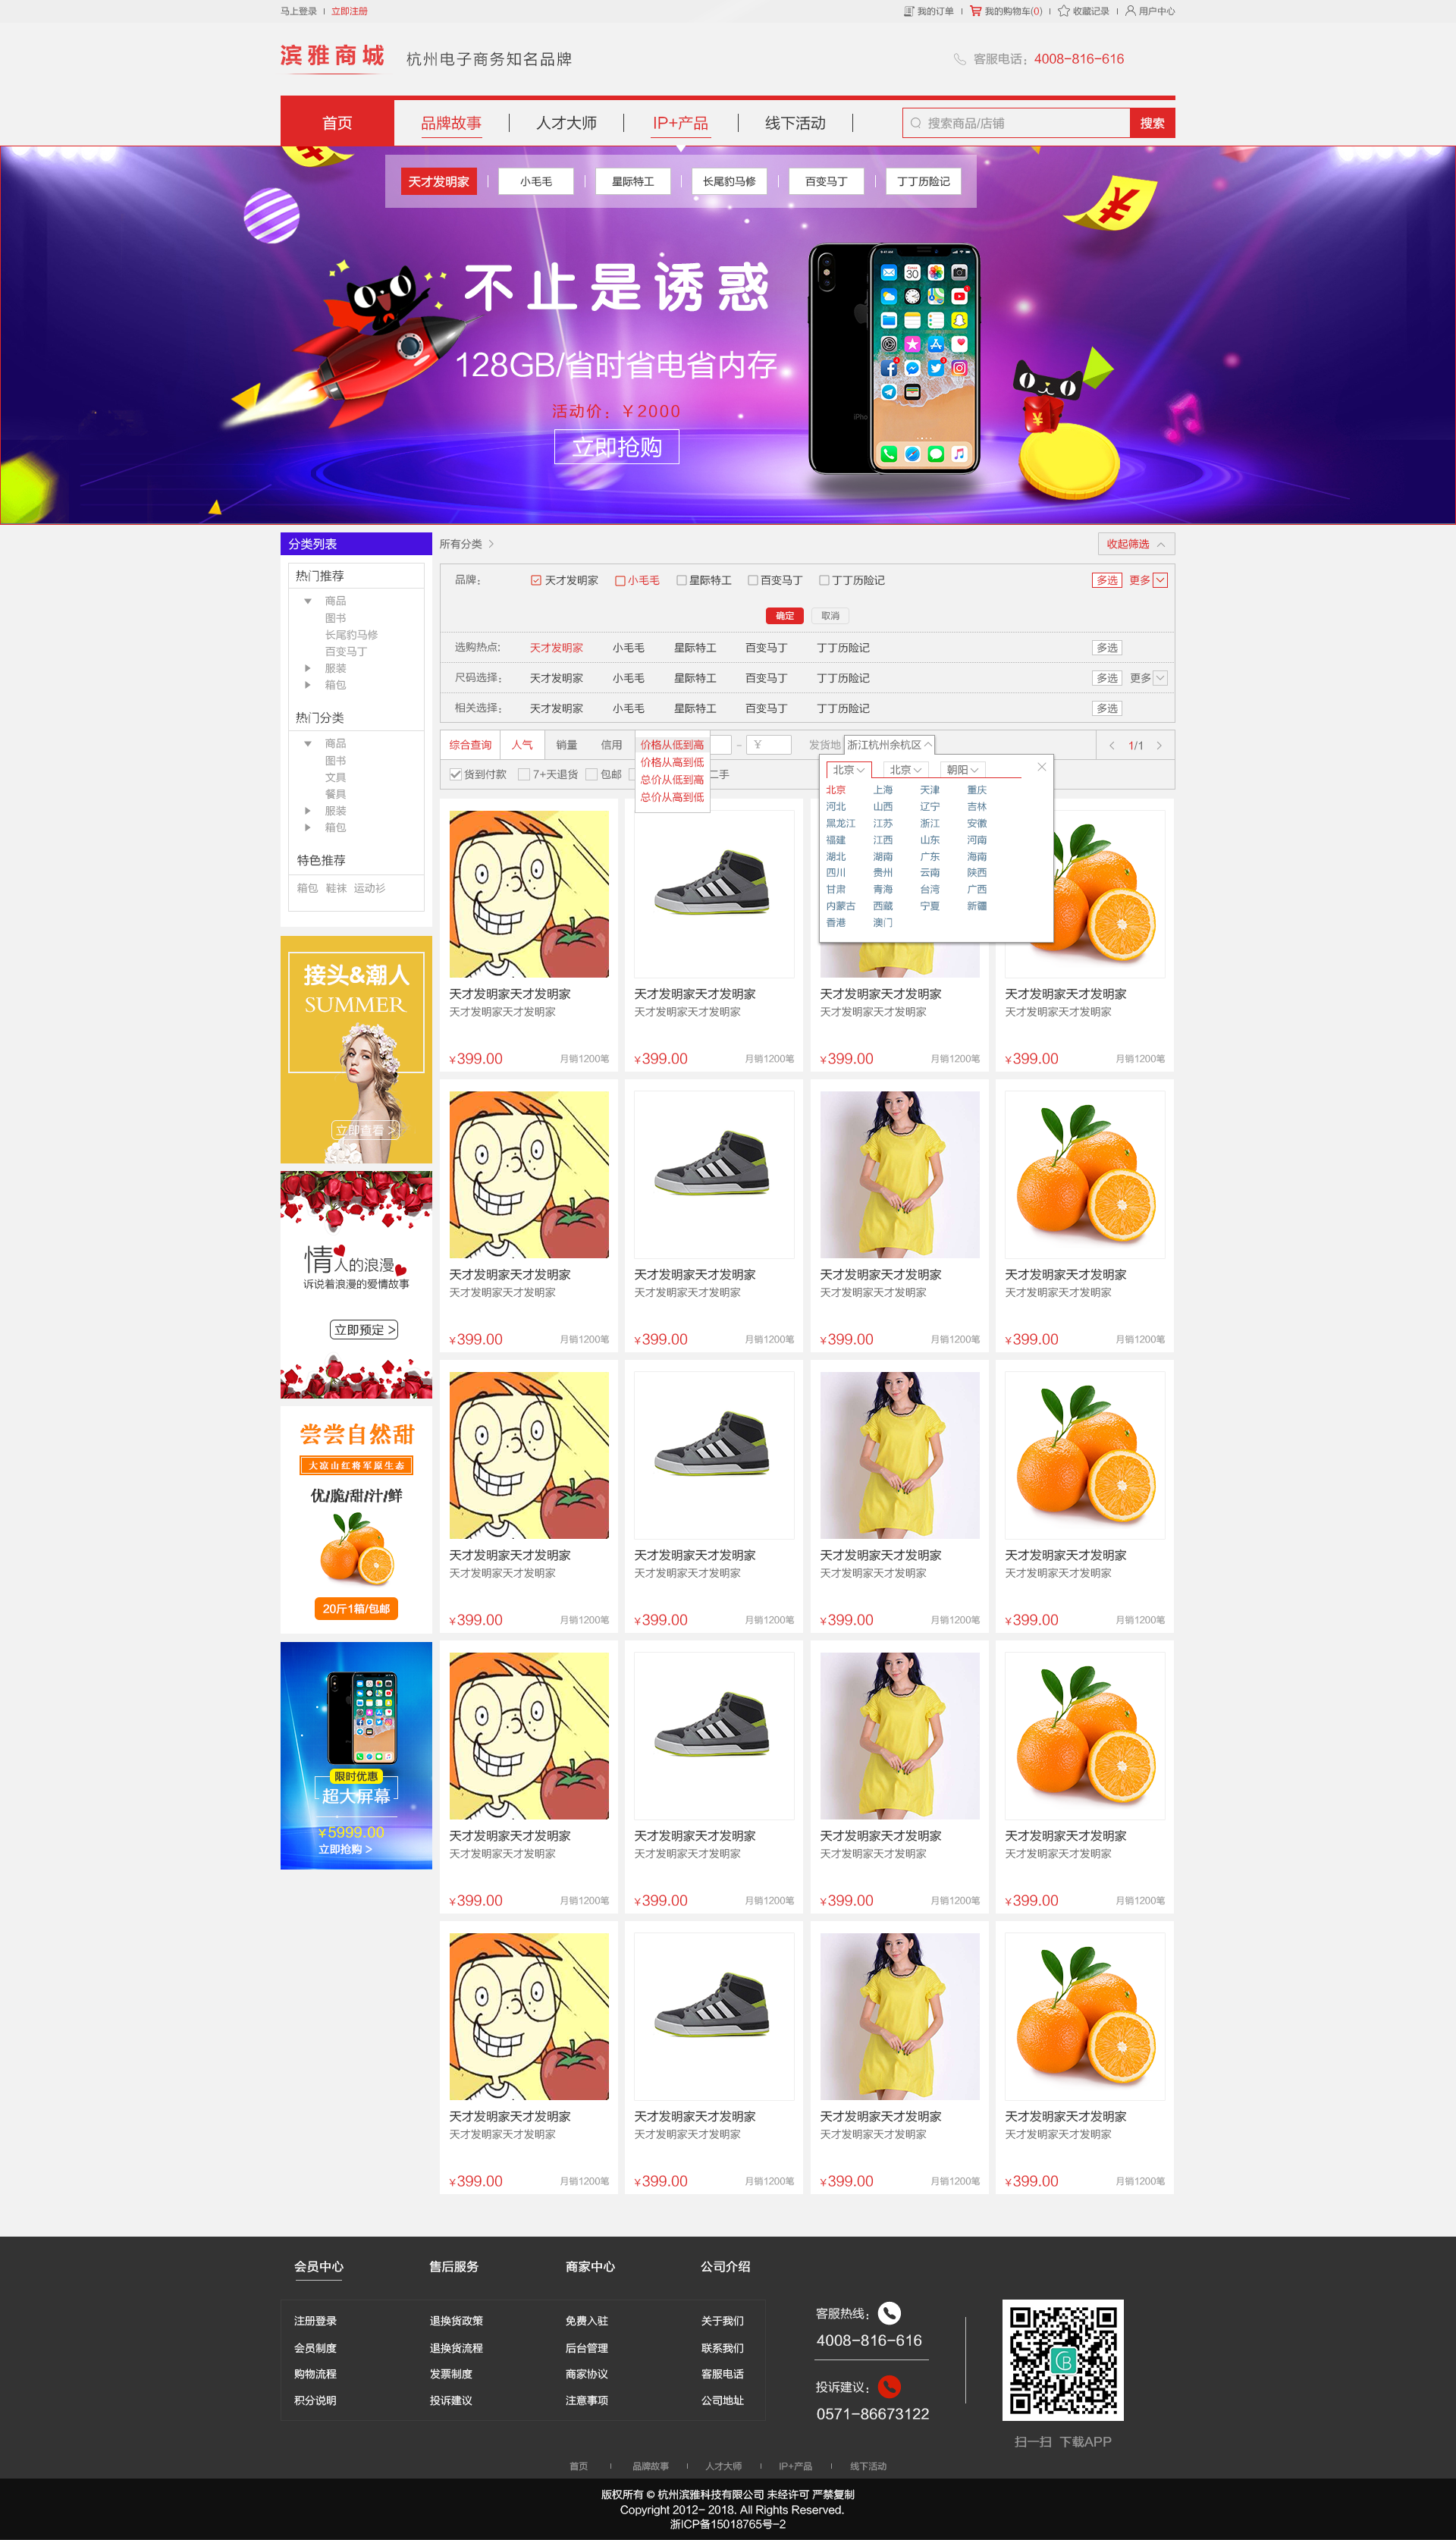 马上登录 立即注册 我的订单 我的购物车(0) 收藏记录 用户中心
滨雅商城 杭州电子商务知名品牌 客服电话：4008-816-616
首页 品牌故事 人才大师 IP+产品 线下活动 搜索商品/店铺 搜索
天才发明家 小毛毛 星际特工 长尾豹马修 百变马丁 丁丁历险记
不止是诱惑
128GB/省时省电省内存
活动价：￥2000
立即抢购
分类列表
热门推荐
商品
图书
长尾豹马修
百变马丁
服装
箱包
热门分类
商品
图书
文具
餐具
服装
箱包
特色推荐
箱包 鞋袜 运动衫
接头&潮人
SUMMER
立即查看 >
情人的浪漫
诉说着浪漫的爱情故事
立即预定 >
尝尝自然甜
大凉山红将军原生态
优/脆/甜/汁/鲜
20斤1箱/包邮
限时优惠
超大屏幕
￥5999.00
立即抢购 >
所有分类 收起筛选
品牌： 天才发明家 小毛毛 星际特工 百变马丁 丁丁历险记 多选 更多
确定 取消
选购热点: 天才发明家 小毛毛 星际特工 百变马丁 丁丁历险记 多选
尺码选择： 天才发明家 小毛毛 星际特工 百变马丁 丁丁历险记 多选 更多
相关选择： 天才发明家 小毛毛 星际特工 百变马丁 丁丁历险记 多选
综合查询 人气 销量 信用 价格从低到高 - ￥ 发货地 浙江杭州余杭区 1/1
价格从高到低
总价从低到高
总价从高到低
货到付款 7+天退货 包邮 二手
北京 北京 朝阳
北京 上海 天津 重庆
河北 山西 辽宁 吉林
黑龙江 江苏 浙江 安徽
福建 江西 山东 河南
湖北 湖南 广东 海南
四川 贵州 云南 陕西
甘肃 青海 台湾 广西
内蒙古 西藏 宁夏 新疆
香港 澳门
天才发明家天才发明家 天才发明家天才发明家 天才发明家天才发明家 天才发明家天才发明家
天才发明家天才发明家 天才发明家天才发明家 天才发明家天才发明家 天才发明家天才发明家
￥399.00 月销1200笔 ￥399.00 月销1200笔 ￥399.00 月销1200笔 ￥399.00 月销1200笔
天才发明家天才发明家 天才发明家天才发明家 天才发明家天才发明家 天才发明家天才发明家
天才发明家天才发明家 天才发明家天才发明家 天才发明家天才发明家 天才发明家天才发明家
￥399.00 月销1200笔 ￥399.00 月销1200笔 ￥399.00 月销1200笔 ￥399.00 月销1200笔
天才发明家天才发明家 天才发明家天才发明家 天才发明家天才发明家 天才发明家天才发明家
天才发明家天才发明家 天才发明家天才发明家 天才发明家天才发明家 天才发明家天才发明家
￥399.00 月销1200笔 ￥399.00 月销1200笔 ￥399.00 月销1200笔 ￥399.00 月销1200笔
天才发明家天才发明家 天才发明家天才发明家 天才发明家天才发明家 天才发明家天才发明家
天才发明家天才发明家 天才发明家天才发明家 天才发明家天才发明家 天才发明家天才发明家
￥399.00 月销1200笔 ￥399.00 月销1200笔 ￥399.00 月销1200笔 ￥399.00 月销1200笔
天才发明家天才发明家 天才发明家天才发明家 天才发明家天才发明家 天才发明家天才发明家
天才发明家天才发明家 天才发明家天才发明家 天才发明家天才发明家 天才发明家天才发明家
￥399.00 月销1200笔 ￥399.00 月销1200笔 ￥399.00 月销1200笔 ￥399.00 月销1200笔
会员中心 售后服务 商家中心 公司介绍
注册登录 退换货政策 免费入驻 关于我们
会员制度 退换货流程 后台管理 联系我们
购物流程 发票制度 商家协议 客服电话
积分说明 投诉建议 注意事项 公司地址
客服热线：
4008-816-616
投诉建议：
0571-86673122
扫一扫 下载APP
首页 品牌故事 人才大师 IP+产品 线下活动
版权所有 © 杭州滨雅科技有限公司 未经许可 严禁复制
Copyright 2012- 2018. All Rights Reserved.
浙ICP备15018765号-2